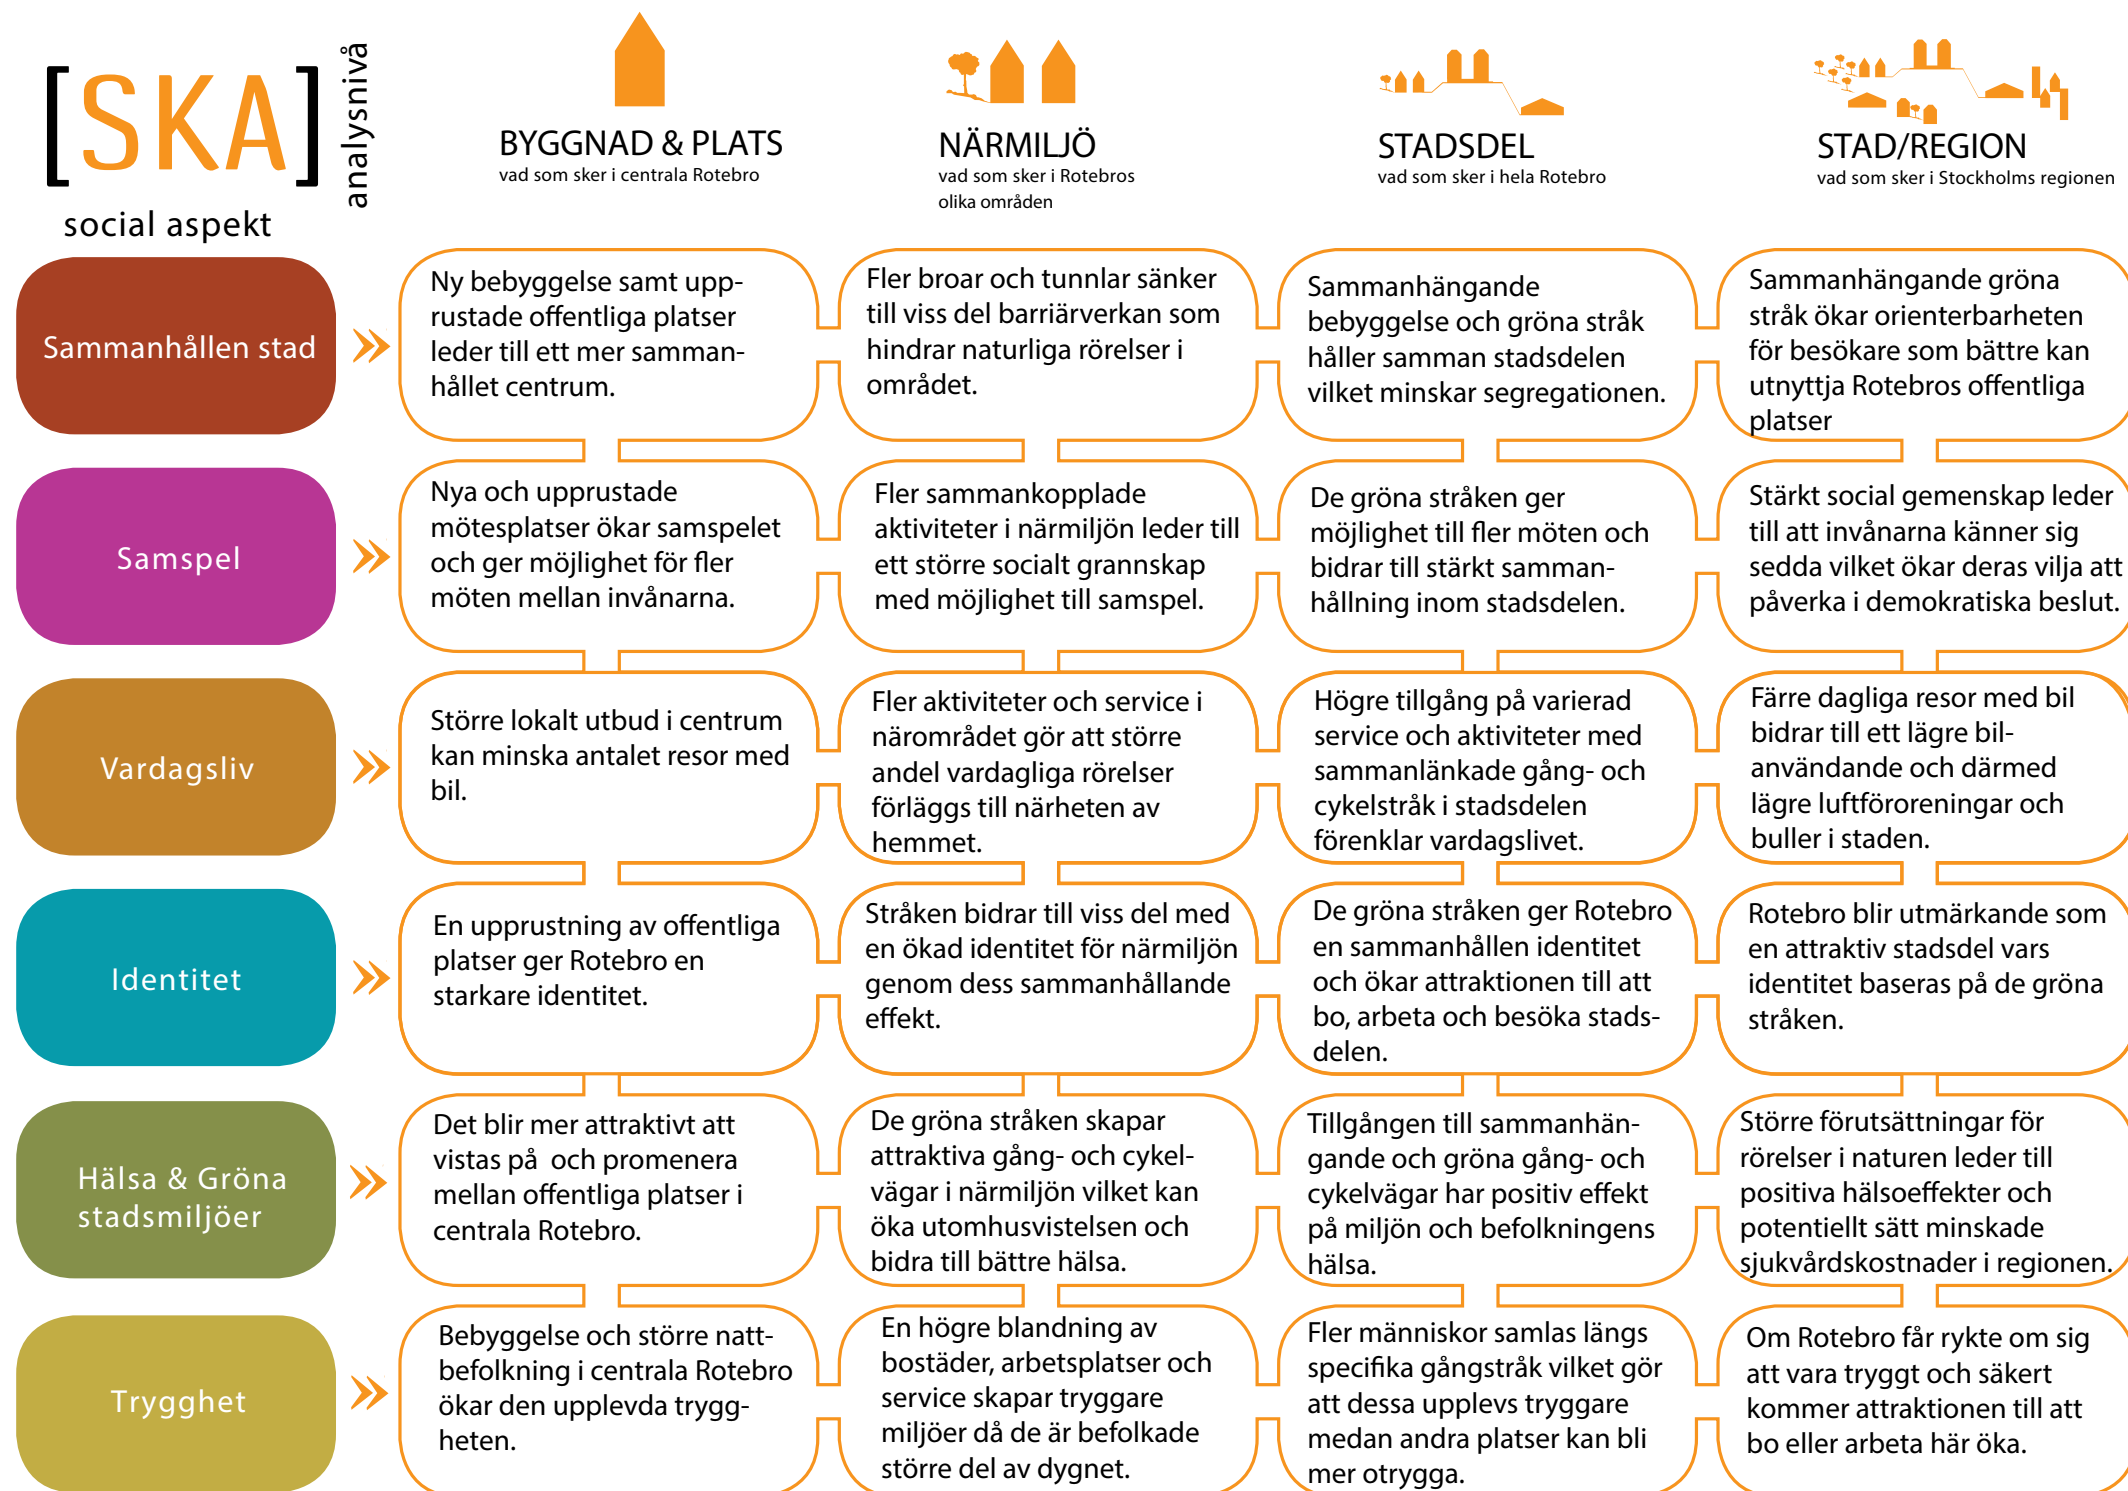 [SKA]
analysnivå
social aspekt
BYGGNAD & PLATS
vad som sker i centrala Rotebro
NÄRMILJÖ
vad som sker i Rotebros
olika områden
STADSDEL
vad som sker i hela Rotebro
STAD/REGION
vad som sker i Stockholms regionen
Sammanhållen stad
Ny bebyggelse samt upp-
rustade offentliga platser
leder till ett mer samman-
hållet centrum.
Fler broar och tunnlar sänker
till viss del barriärverkan som
hindrar naturliga rörelser i
området.
Sammanhängande
bebyggelse och gröna stråk
håller samman stadsdelen
vilket minskar segregationen.
Sammanhängande gröna
stråk ökar orienterbarheten
för besökare som bättre kan
utnyttja Rotebros offentliga
platser
Samspel
Nya och upprustade
mötesplatser ökar samspelet
och ger möjlighet för fler
möten mellan invånarna.
Fler sammankopplade
aktiviteter i närmiljön leder till
ett större socialt grannskap
med möjlighet till samspel.
De gröna stråken ger
möjlighet till fler möten och
bidrar till stärkt samman-
hållning inom stadsdelen.
Stärkt social gemenskap leder
till att invånarna känner sig
sedda vilket ökar deras vilja att
påverka i demokratiska beslut.
Vardagsliv
Större lokalt utbud i centrum
kan minska antalet resor med
bil.
Fler aktiviteter och service i
närområdet gör att större
andel vardagliga rörelser
förläggs till närheten av
hemmet.
Högre tillgång på varierad
service och aktiviteter med
sammanlänkade gång- och
cykelstråk i stadsdelen
förenklar vardagslivet.
Färre dagliga resor med bil
bidrar till ett lägre bil-
användande och därmed
lägre luftföroreningar och
buller i staden.
Identitet
En upprustning av offentliga
platser ger Rotebro en
starkare identitet.
Stråken bidrar till viss del med
en ökad identitet för närmiljön
genom dess sammanhållande
effekt.
De gröna stråken ger Rotebro
en sammanhållen identitet
och ökar attraktionen till att
bo, arbeta och besöka stads-
delen.
Rotebro blir utmärkande som
en attraktiv stadsdel vars
identitet baseras på de gröna
stråken.
Hälsa & Gröna
stadsmiljöer
Det blir mer attraktivt att
vistas på  och promenera
mellan offentliga platser i
centrala Rotebro.
De gröna stråken skapar
attraktiva gång- och cykel-
vägar i närmiljön vilket kan
öka utomhusvistelsen och
bidra till bättre hälsa.
Tillgången till sammanhän-
gande och gröna gång- och
cykelvägar har positiv effekt
på miljön och befolkningens
hälsa.
Större förutsättningar för
rörelser i naturen leder till
positiva hälsoeffekter och
potentiellt sätt minskade
sjukvårdskostnader i regionen.
Trygghet
Bebyggelse och större natt-
befolkning i centrala Rotebro
ökar den upplevda trygg-
heten.
En högre blandning av
bostäder, arbetsplatser och
service skapar tryggare
miljöer då de är befolkade
större del av dygnet.
Fler människor samlas längs
specifika gångstråk vilket gör
att dessa upplevs tryggare
medan andra platser kan bli
mer otrygga.
Om Rotebro får rykte om sig
att vara tryggt och säkert
kommer attraktionen till att
bo eller arbeta här öka.